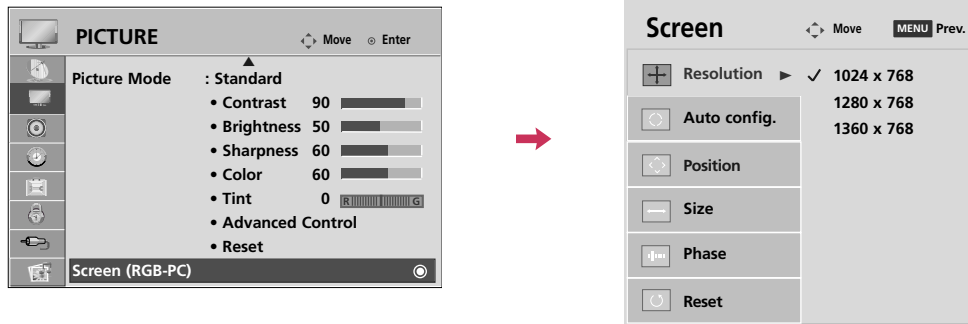 PICTURE Move Enter
Picture Mode : Standard
• Contrast 90
• Brightness 50
• Sharpness 60
• Color 60
• Tint 0 R G
• Advanced Control
• Reset
Screen (RGB-PC)
Screen Move MENU Prev.
Resolution ► ✓ 1024 x 768
1280 x 768
Auto config.
1360 x 768
Position
Size
Phase
Reset